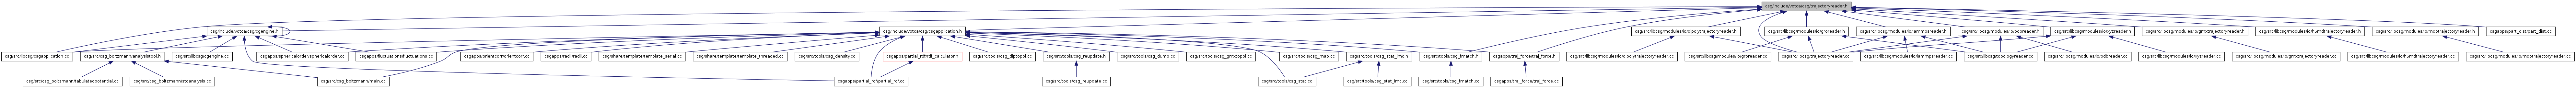 csg/include/votca/csg/trajectoryreader.h
csg/include/votca/csg/cgengine.h
csg/include/votca/csg/csgapplication.h
csg/src/libcsg/modules/io/dlpolytrajectoryreader.h
csg/src/libcsg/modules/io/groreader.h
csg/src/libcsg/modules/io/lammpsreader.h
csg/src/libcsg/modules/io/pdbreader.h
csg/src/libcsg/modules/io/xyzreader.h
csg/src/libcsg/modules/io/gmxtrajectoryreader.h
csg/src/libcsg/modules/io/h5mdtrajectoryreader.h
csg/src/libcsg/modules/io/xmdptrajectoryreader.h
csgapps/part_dist/part_dist.cc
csg/src/libcsg/csgapplication.cc
csg/src/csg_boltzmann/analysistool.h
csg/src/libcsg/cgengine.cc
csgapps/sphericalorder/sphericalorder.cc
csgapps/fluctuations/fluctuations.cc
csgapps/orientcorr/orientcorr.cc
csgapps/radii/radii.cc
csg/share/template/template_serial.cc
csg/share/template/template_threaded.cc
csg/src/tools/csg_density.cc
csgapps/partial_rdf/rdf_calculator.h
csg/src/tools/csg_dlptopol.cc
csg/src/tools/csg_reupdate.h
csg/src/tools/csg_dump.cc
csg/src/tools/csg_gmxtopol.cc
csg/src/tools/csg_map.cc
csg/src/tools/csg_stat_imc.h
csg/src/tools/csg_fmatch.h
csgapps/traj_force/traj_force.h
csg/src/libcsg/modules/io/dlpolytrajectoryreader.cc
csg/src/libcsg/modules/io/groreader.cc
csg/src/libcsg/trajectoryreader.cc
csg/src/libcsg/modules/io/lammpsreader.cc
csg/src/libcsg/topologyreader.cc
csg/src/libcsg/modules/io/pdbreader.cc
csg/src/libcsg/modules/io/xyzreader.cc
csg/src/libcsg/modules/io/gmxtrajectoryreader.cc
csg/src/libcsg/modules/io/h5mdtrajectoryreader.cc
csg/src/libcsg/modules/io/xmdptrajectoryreader.cc
csg/src/csg_boltzmann/tabulatedpotential.cc
csg/src/csg_boltzmann/stdanalysis.cc
csg/src/csg_boltzmann/main.cc
csgapps/partial_rdf/partial_rdf.cc
csg/src/tools/csg_reupdate.cc
csg/src/tools/csg_stat.cc
csg/src/tools/csg_stat_imc.cc
csg/src/tools/csg_fmatch.cc
csgapps/traj_force/traj_force.cc